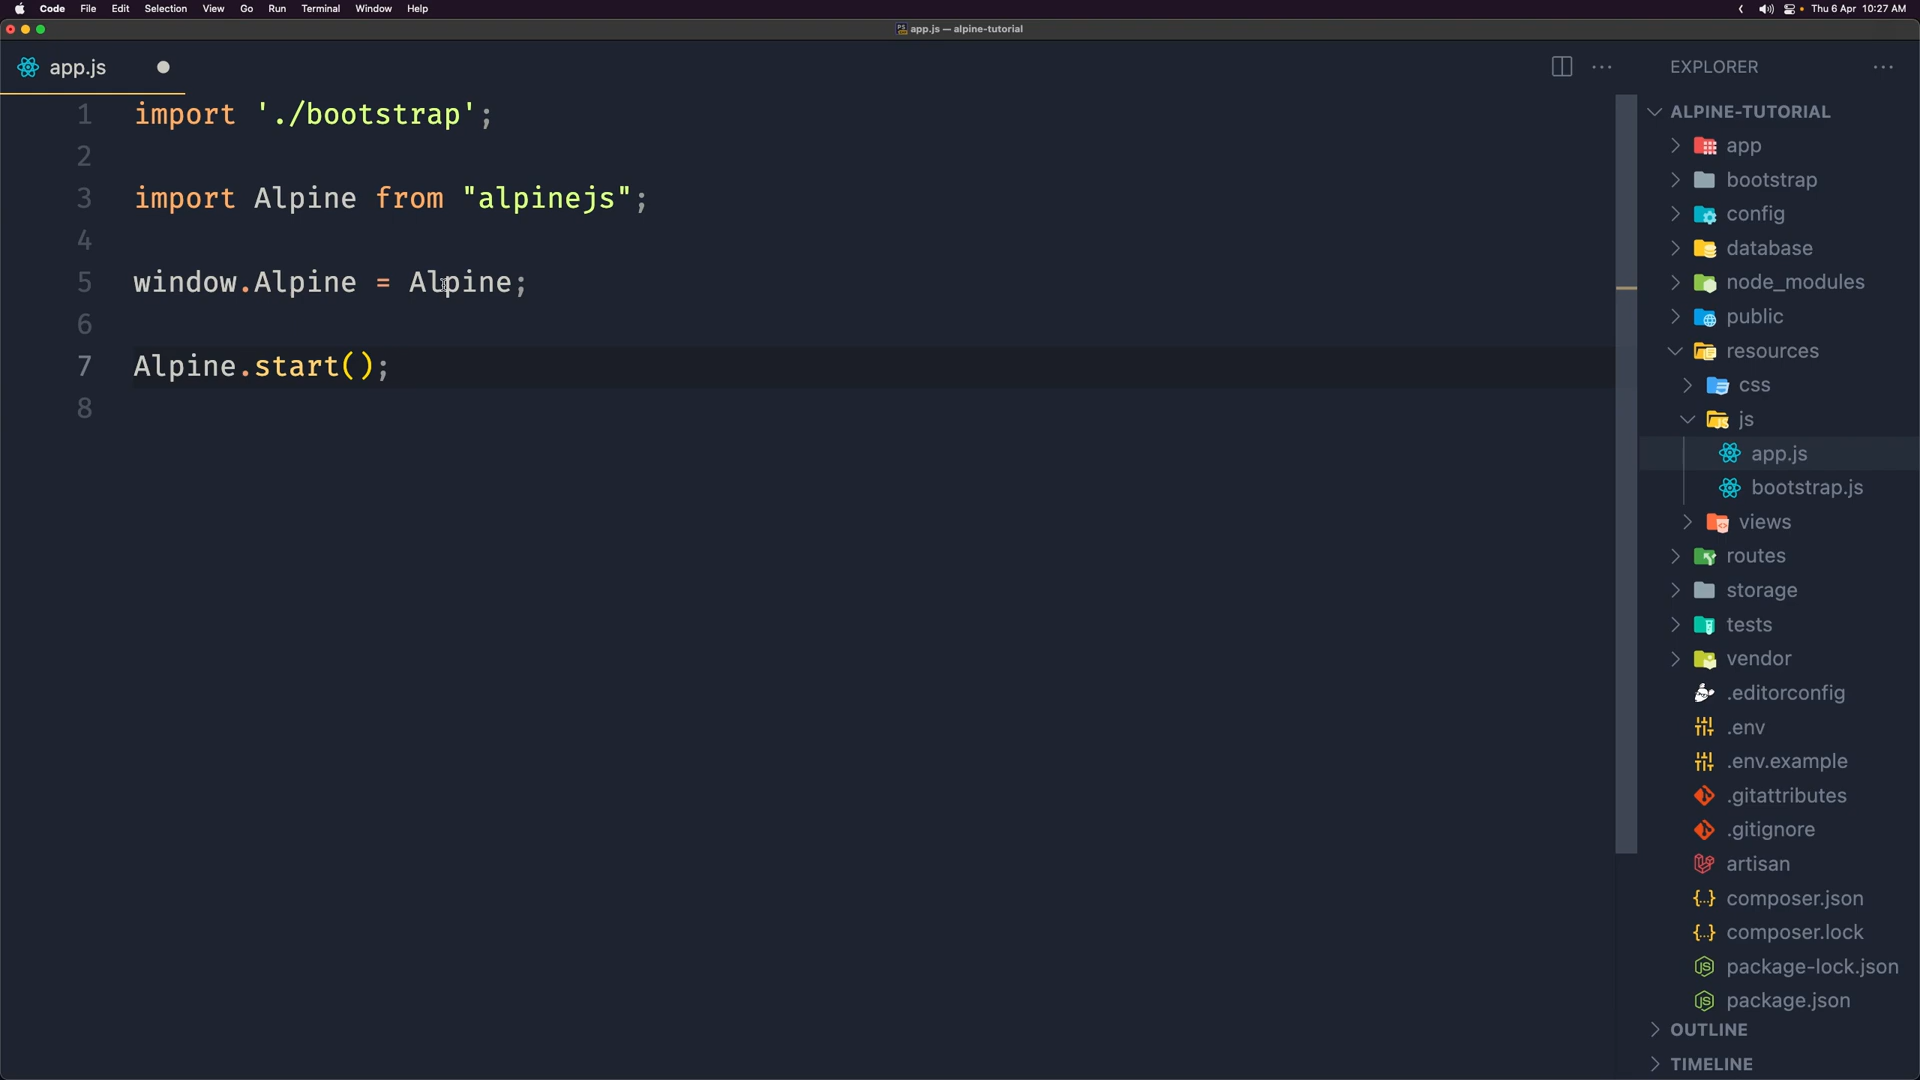 Code File Edit Selection View Go Run Terminal Window Help Thu 6 Apr 10:27 AM
app.js — alpine-tutorial
app.js
EXPLORER
1 import './bootstrap';
2
3 import Alpine from "alpinejs";
4
5 window.Alpine = Alpine;
6
7 Alpine.start();
8
ALPINE-TUTORIAL
app
bootstrap
config
database
node_modules
public
resources
css
js
app.js
bootstrap.js
views
routes
storage
tests
vendor
.editorconfig
.env
.env.example
.gitattributes
.gitignore
artisan
composer.json
composer.lock
package-lock.json
package.json
OUTLINE
TIMELINE